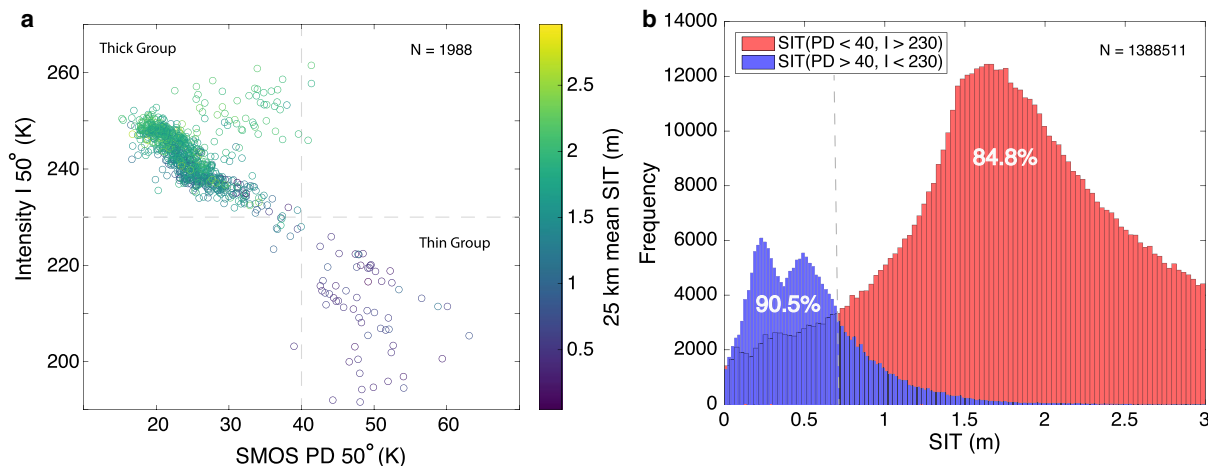 a
Thick Group
N = 1988
Thin Group
260
240
220
200
Intensity I 50° (K)
20
30
40
50
60
SMOS PD 50° (K)
2.5
2
1.5
1
0.5
25 km mean SIT (m)
b
SIT(PD < 40, I > 230)
SIT(PD > 40, I < 230)
N = 1388511
84.8%
90.5%
14000
12000
10000
8000
6000
4000
2000
0
Frequency
0
0.5
1
1.5
2
2.5
3
SIT (m)